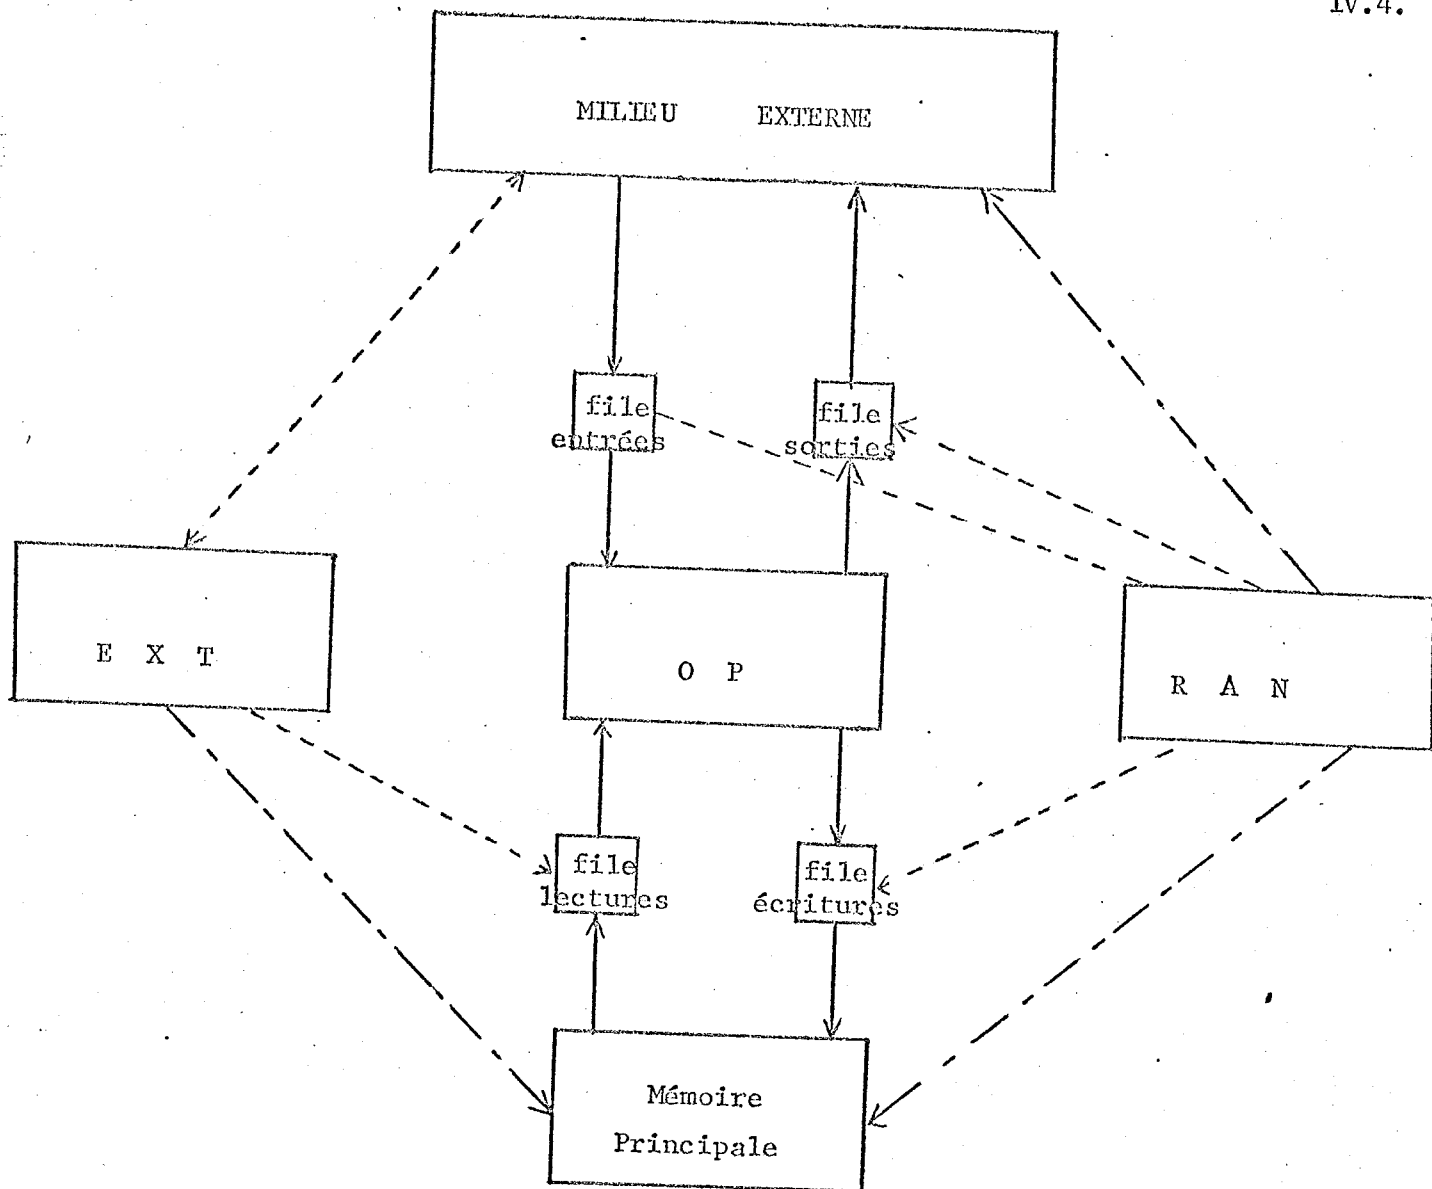 IV.4.
MILIEU EXTERNE
file
entrées
file
sorties
E X T
O P
R A N
file
lectures
file
écritures
Mémoire
Principale